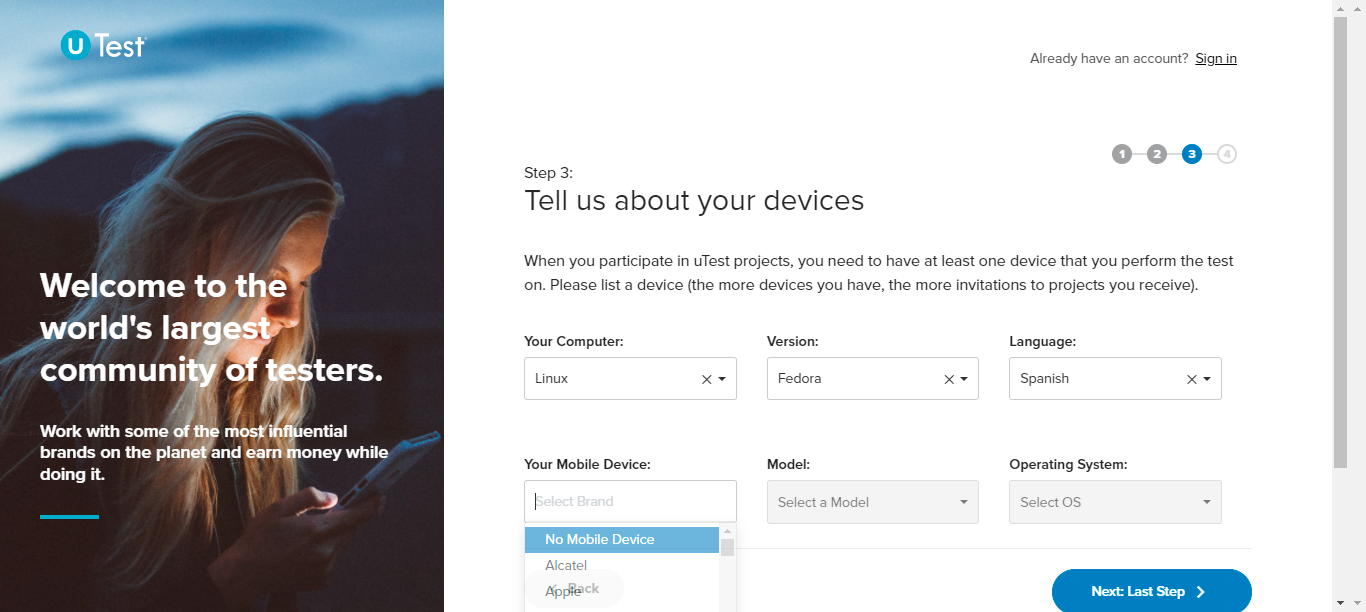 uTest
Already have an account? Sign in
1 2 3 4
Step 3:
Tell us about your devices
Welcome to the
world's largest
community of testers.
Work with some of the most influential
brands on the planet and earn money while
doing it.
When you participate in uTest projects, you need to have at least one device that you perform the test
on. Please list a device (the more devices you have, the more invitations to projects you receive).
Your Computer: Version: Language:
Linux Fedora Spanish
Your Mobile Device: Model: Operating System:
Select Brand Select a Model Select OS
No Mobile Device
Alcatel
Apple
Back
Next: Last Step